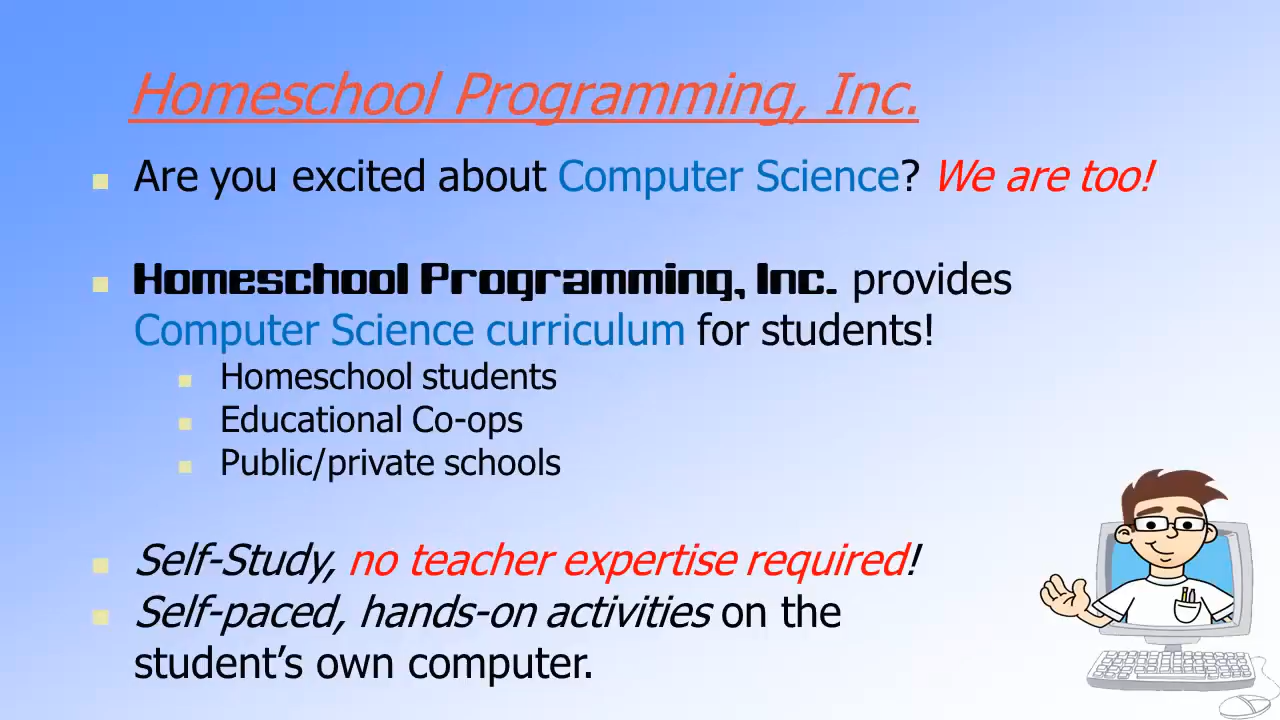 Homeschool Programming, Inc.
Are you excited about Computer Science? We are too!
Homeschool Programming, Inc. provides
Computer Science curriculum for students!
Homeschool students
Educational Co-ops
Public/private schools
Self-Study, no teacher expertise required!
Self-paced, hands-on activities on the
student’s own computer.